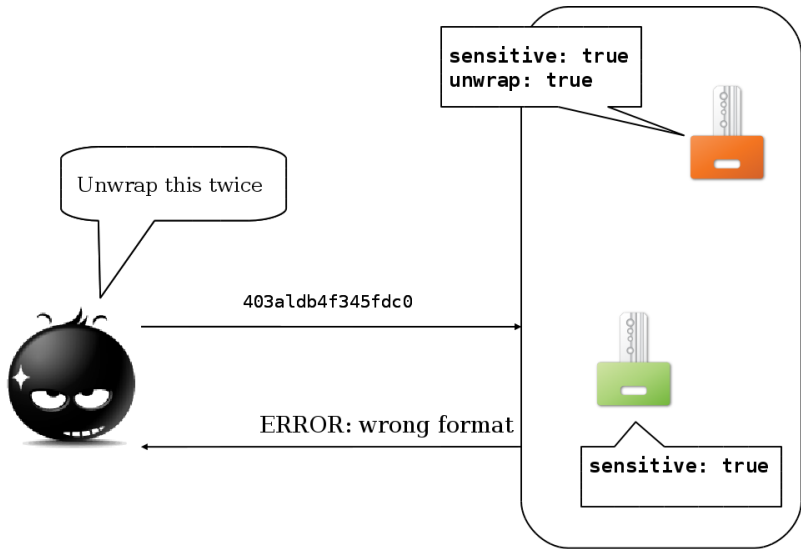 sensitive: true
unwrap: true
Unwrap this twice
403a1db4f345fdc0
ERROR: wrong format
sensitive: true